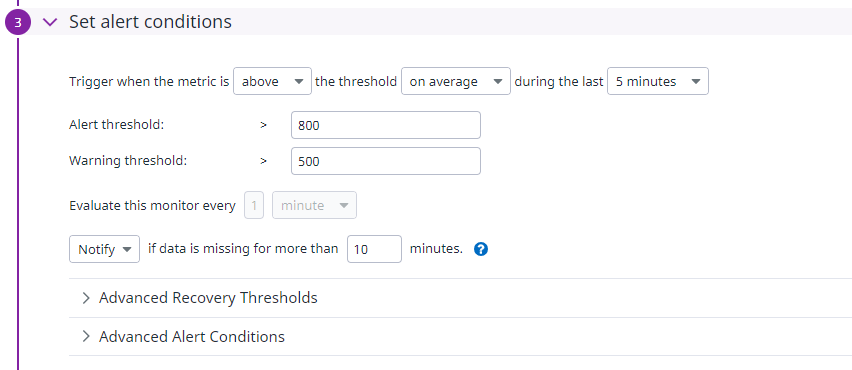 3 Set alert conditions
Trigger when the metric is above the threshold on average during the last 5 minutes
Alert threshold: > 800
Warning threshold: > 500
Evaluate this monitor every 1 minute
Notify if data is missing for more than 10 minutes. ?
Advanced Recovery Thresholds
Advanced Alert Conditions